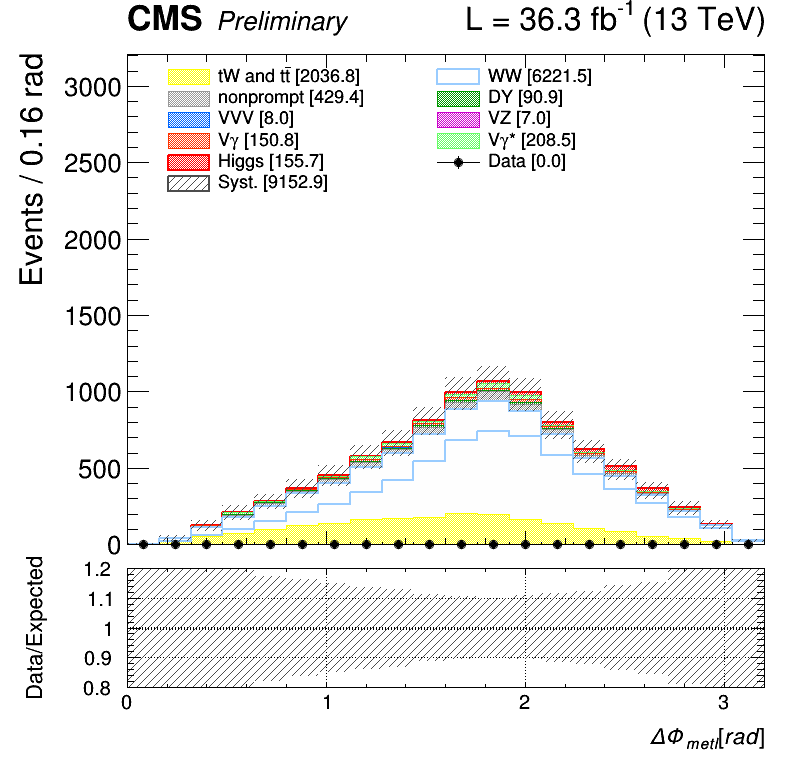 CMS Preliminary L = 36.3 fb⁻¹ (13 TeV)
Events / 0.16 rad
3000
2500
2000
1500
1000
500
0
tW and tt̄ [2036.8]
nonprompt [429.4]
VVV [8.0]
Vγ [150.8]
Higgs [155.7]
Syst. [9152.9]
WW [6221.5]
DY [90.9]
VZ [7.0]
Vγ* [208.5]
Data [0.0]
Data/Expected
1.2
1.1
1
0.9
0.8
0 1 2 3
ΔΦ metl [rad]